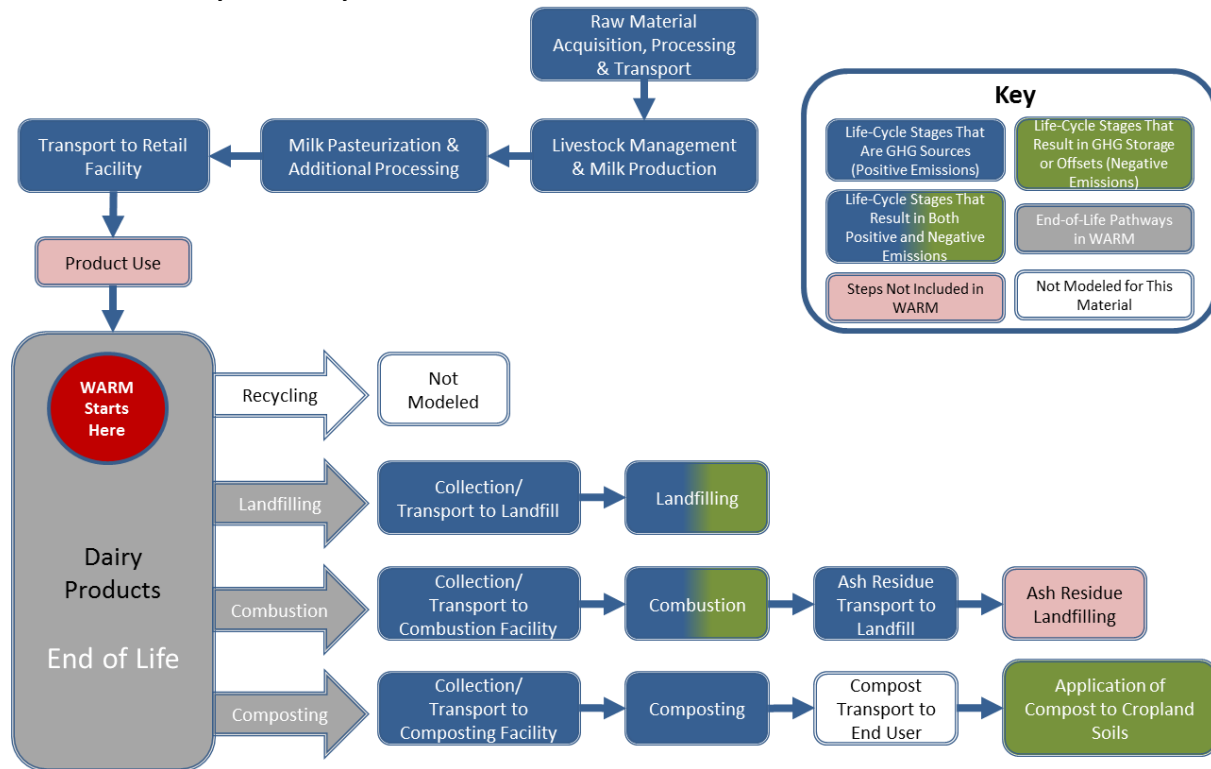 Raw Material
Acquisition, Processing
& Transport
Transport to Retail
Facility
Milk Pasteurization &
Additional Processing
Livestock Management
& Milk Production
Product Use
Key
Life-Cycle Stages That
Are GHG Sources
(Positive Emissions)
Life-Cycle Stages That
Result in GHG Storage
or Offsets (Negative
Emissions)
Life-Cycle Stages That
Result in Both
Positive and Negative
Emissions
End-of-Life Pathways
in WARM
Steps Not Included in
WARM
Not Modeled for This
Material
WARM
Starts
Here
Dairy
Products
End of Life
Recycling
Not
Modeled
Landfilling
Collection/
Transport to Landfill
Landfilling
Combustion
Collection/
Transport to
Combustion Facility
Combustion
Ash Residue
Transport to
Landfill
Ash Residue
Landfilling
Composting
Collection/
Transport to
Composting Facility
Composting
Compost
Transport to
End User
Application of
Compost to Cropland
Soils